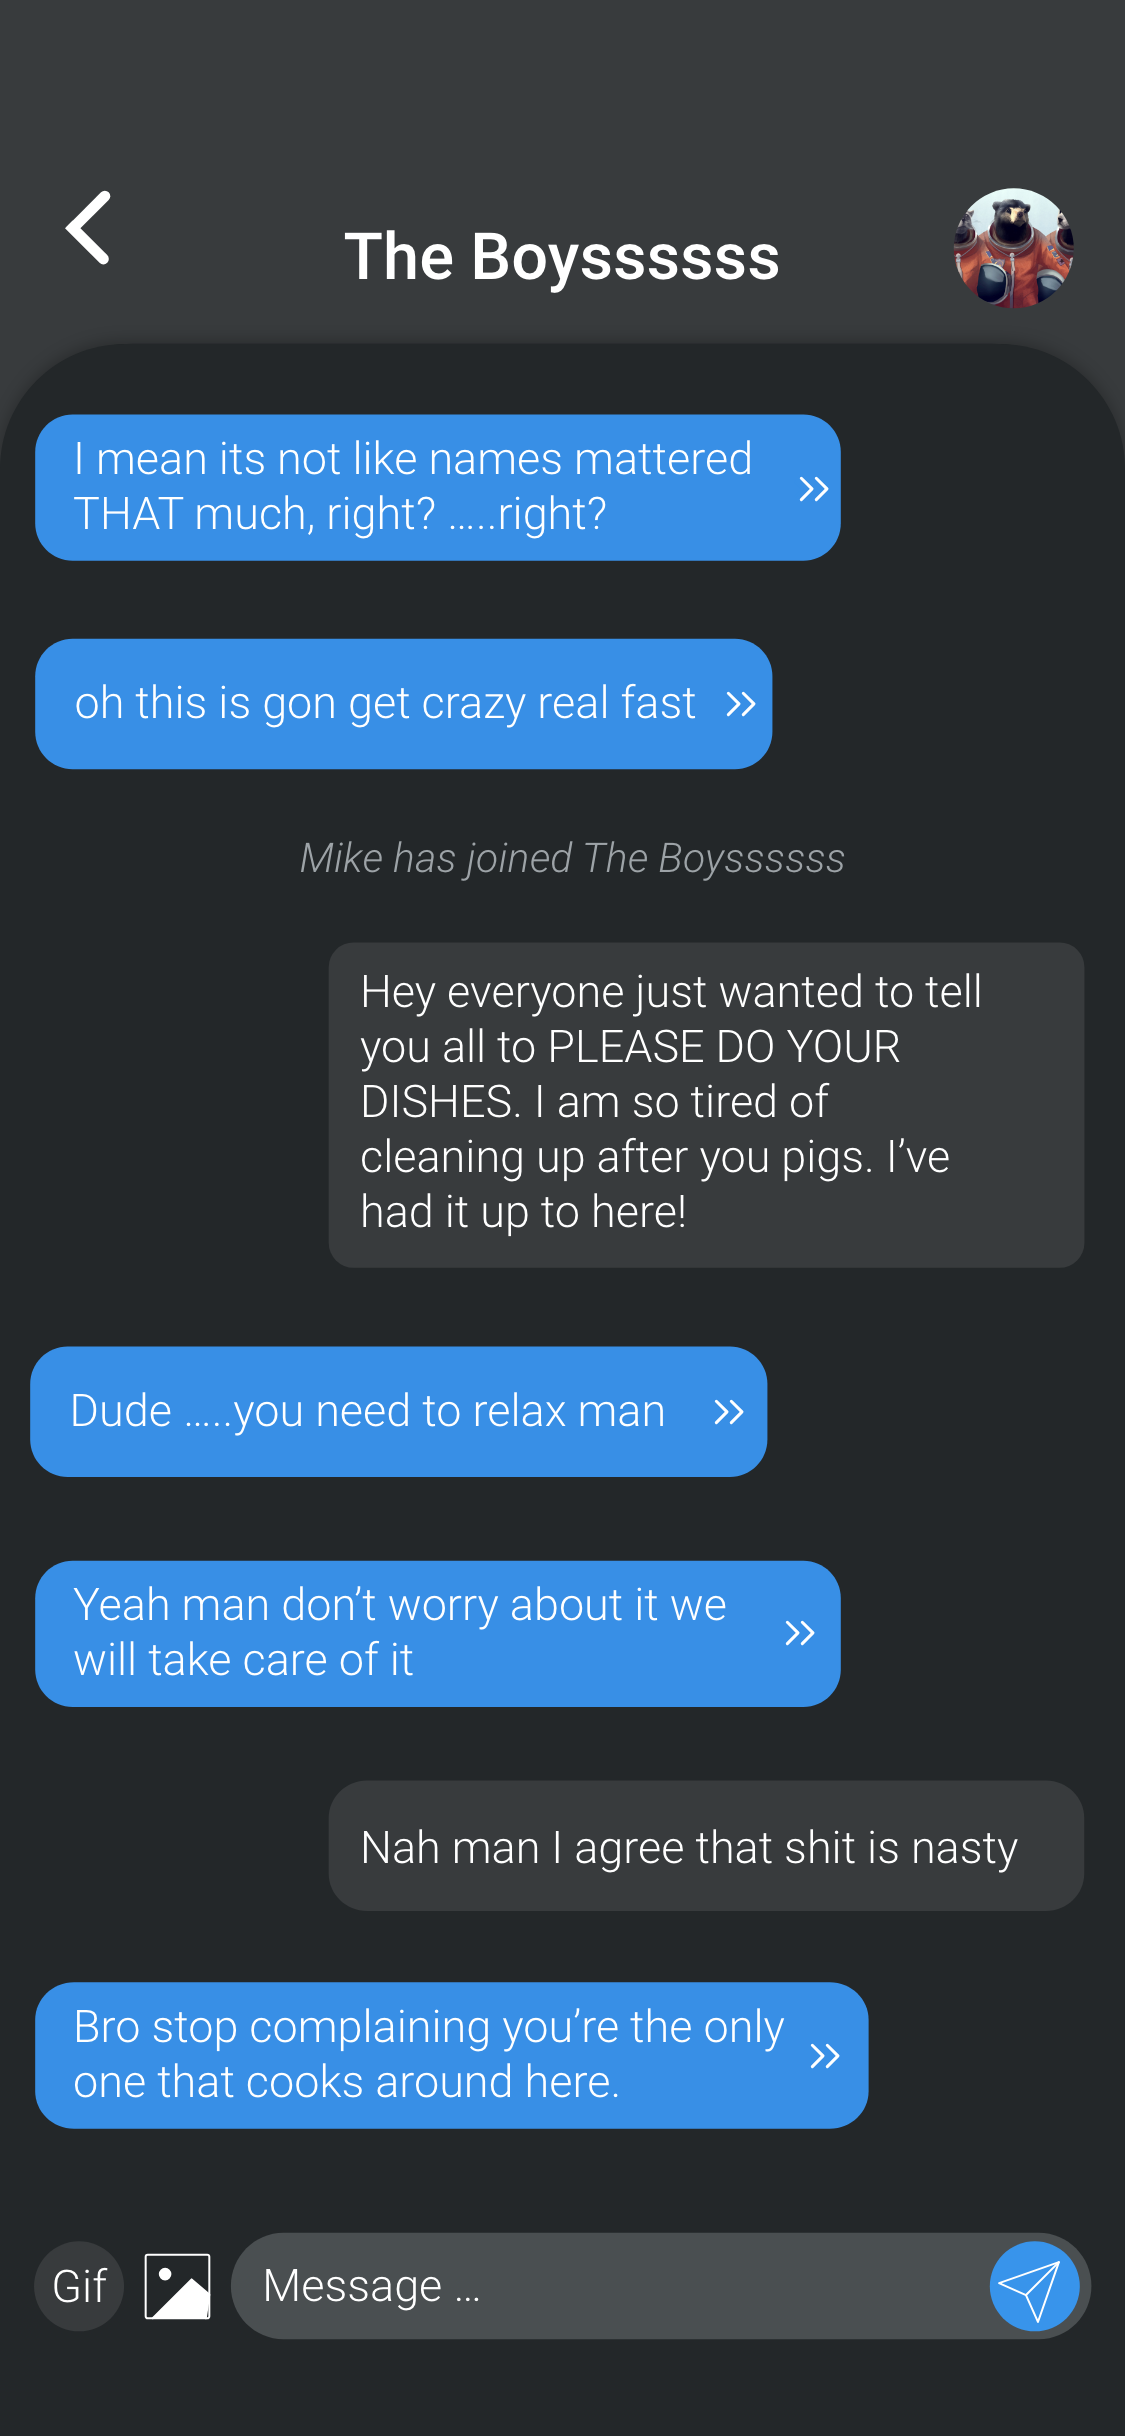 The Boyssssss
I mean its not like names mattered
THAT much, right? .....right?
oh this is gon get crazy real fast
Mike has joined The Boyssssss
Hey everyone just wanted to tell
you all to PLEASE DO YOUR
DISHES. I am so tired of
cleaning up after you pigs. I’ve
had it up to here!
Dude .....you need to relax man
Yeah man don’t worry about it we
will take care of it
Nah man I agree that shit is nasty
Bro stop complaining you’re the only
one that cooks around here.
Gif
Message ...